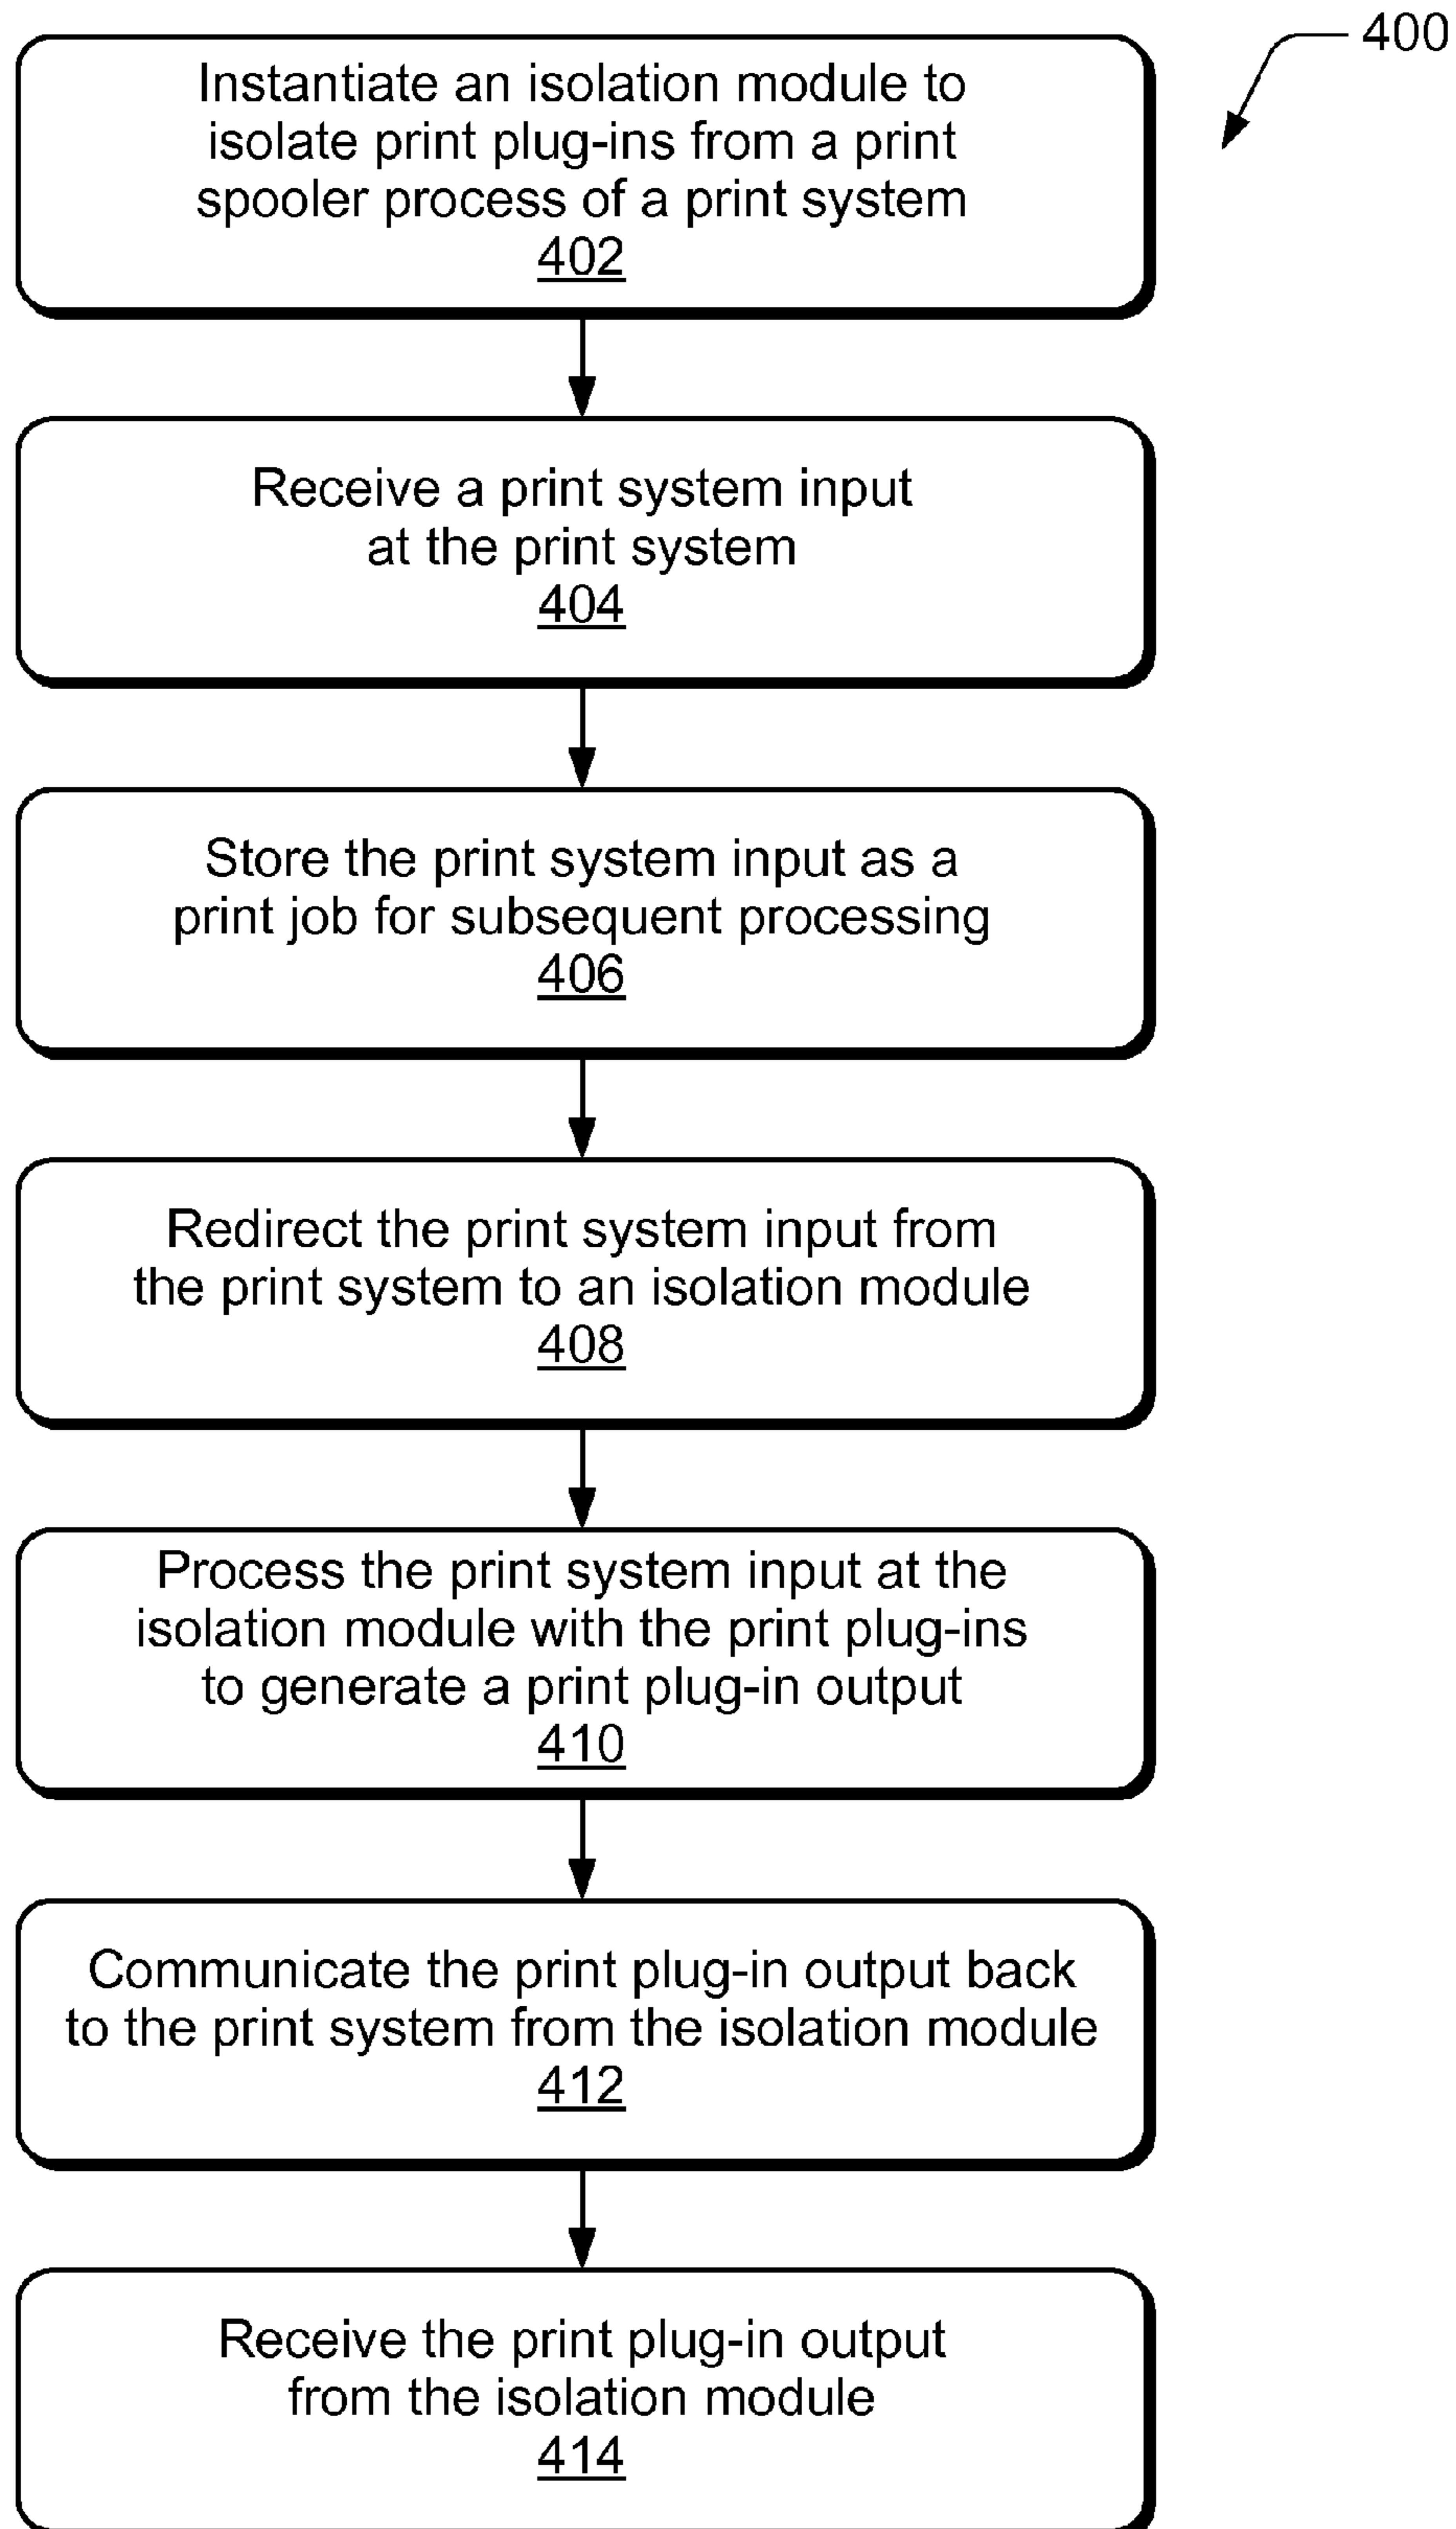 400
Instantiate an isolation module to
isolate print plug-ins from a print
spooler process of a print system
402
Receive a print system input
at the print system
404
Store the print system input as a
print job for subsequent processing
406
Redirect the print system input from
the print system to an isolation module
408
Process the print system input at the
isolation module with the print plug-ins
to generate a print plug-in output
410
Communicate the print plug-in output back
to the print system from the isolation module
412
Receive the print plug-in output
from the isolation module
414